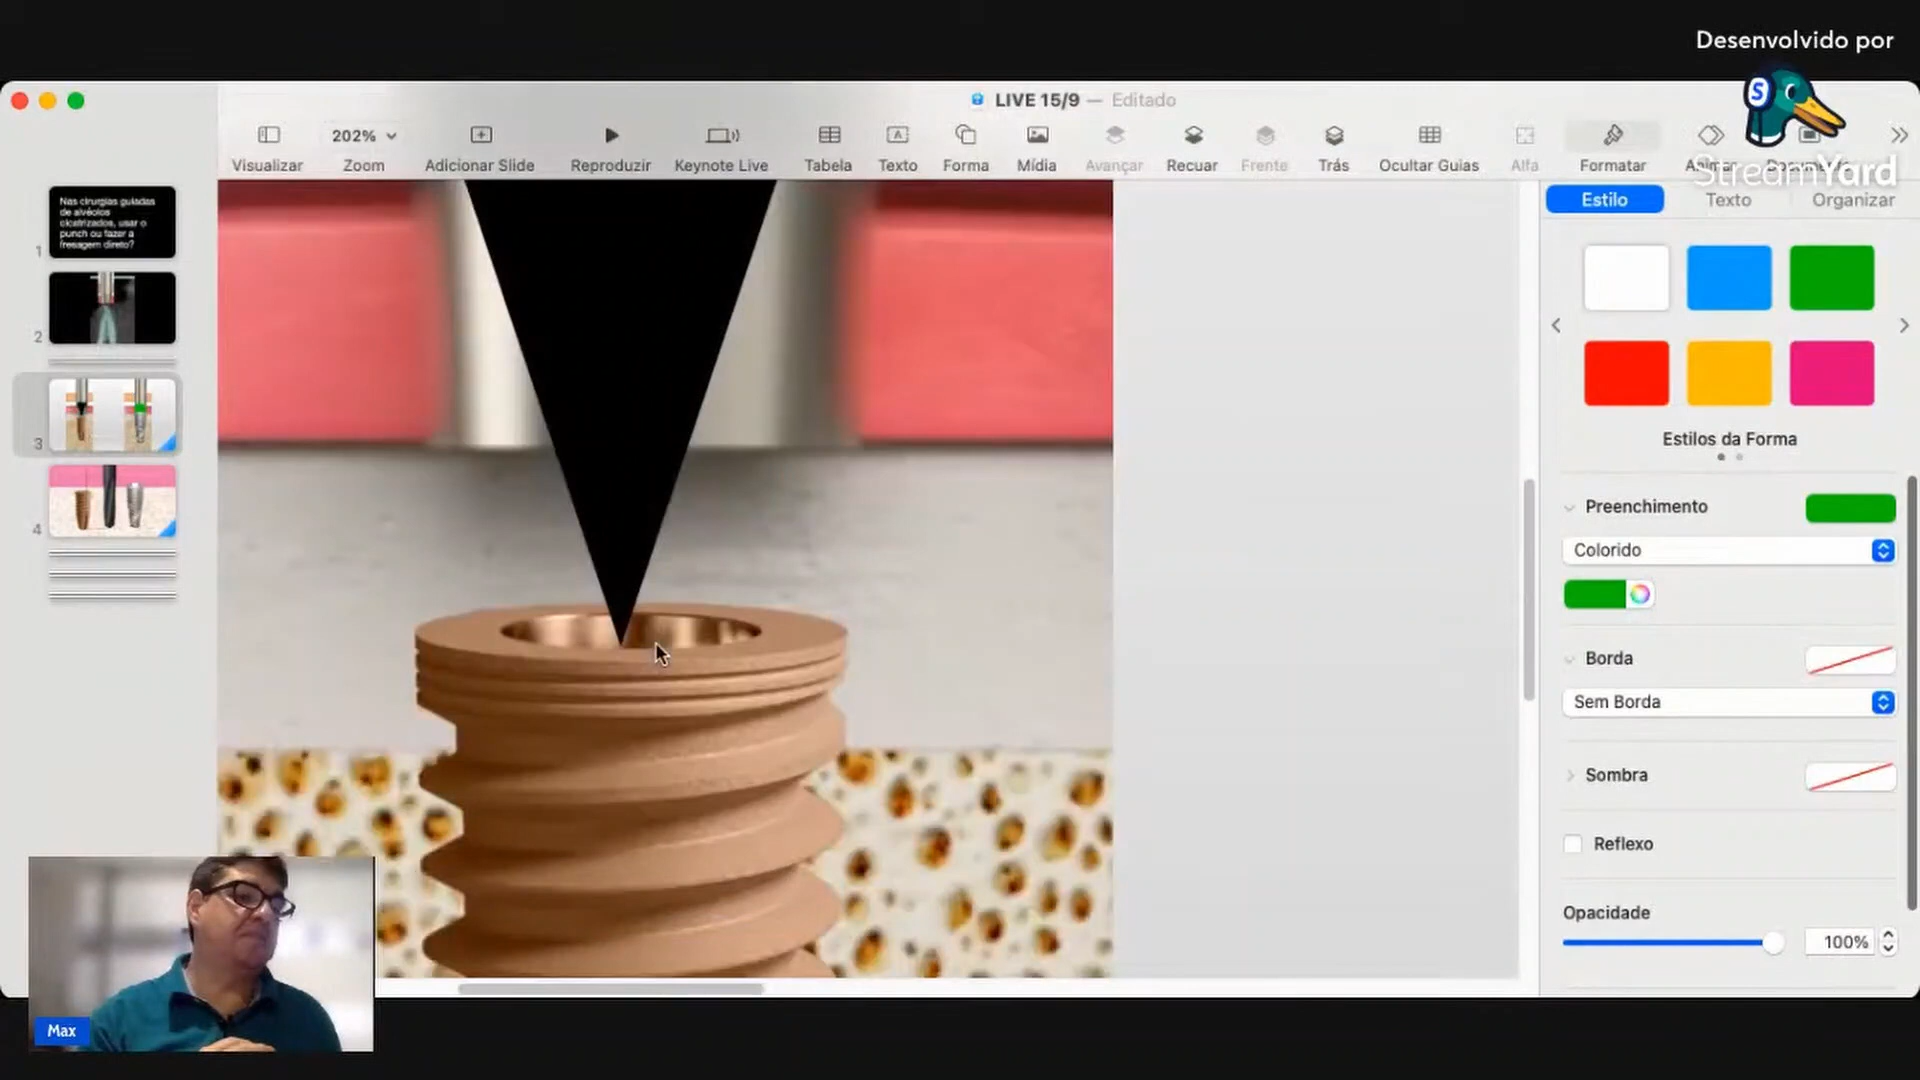 Desenvolvido por
StreamYard
LIVE 15/9 — Editado
202%
Visualizar
Zoom
Adicionar Slide
Reproduzir
Keynote Live
Tabela
Texto
Forma
Mídia
Avançar
Recuar
Frente
Trás
Ocultar Guias
Alfa
Formatar
Estilo
Texto
Organizar
Nas cirurgias guiadas
de alvéolos
cicatrizados, usar o
punch ou fazer a
fresagem direto?
1
2
3
4
Estilos da Forma
Preenchimento
Colorido
Borda
Sem Borda
Sombra
Reflexo
Opacidade
100%
Max